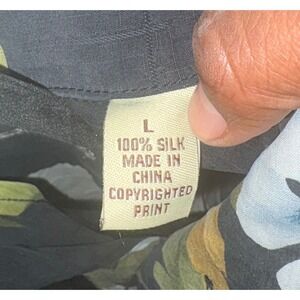 L
100% SILK
MADE IN
CHINA
COPYRIGHTED
PRINT